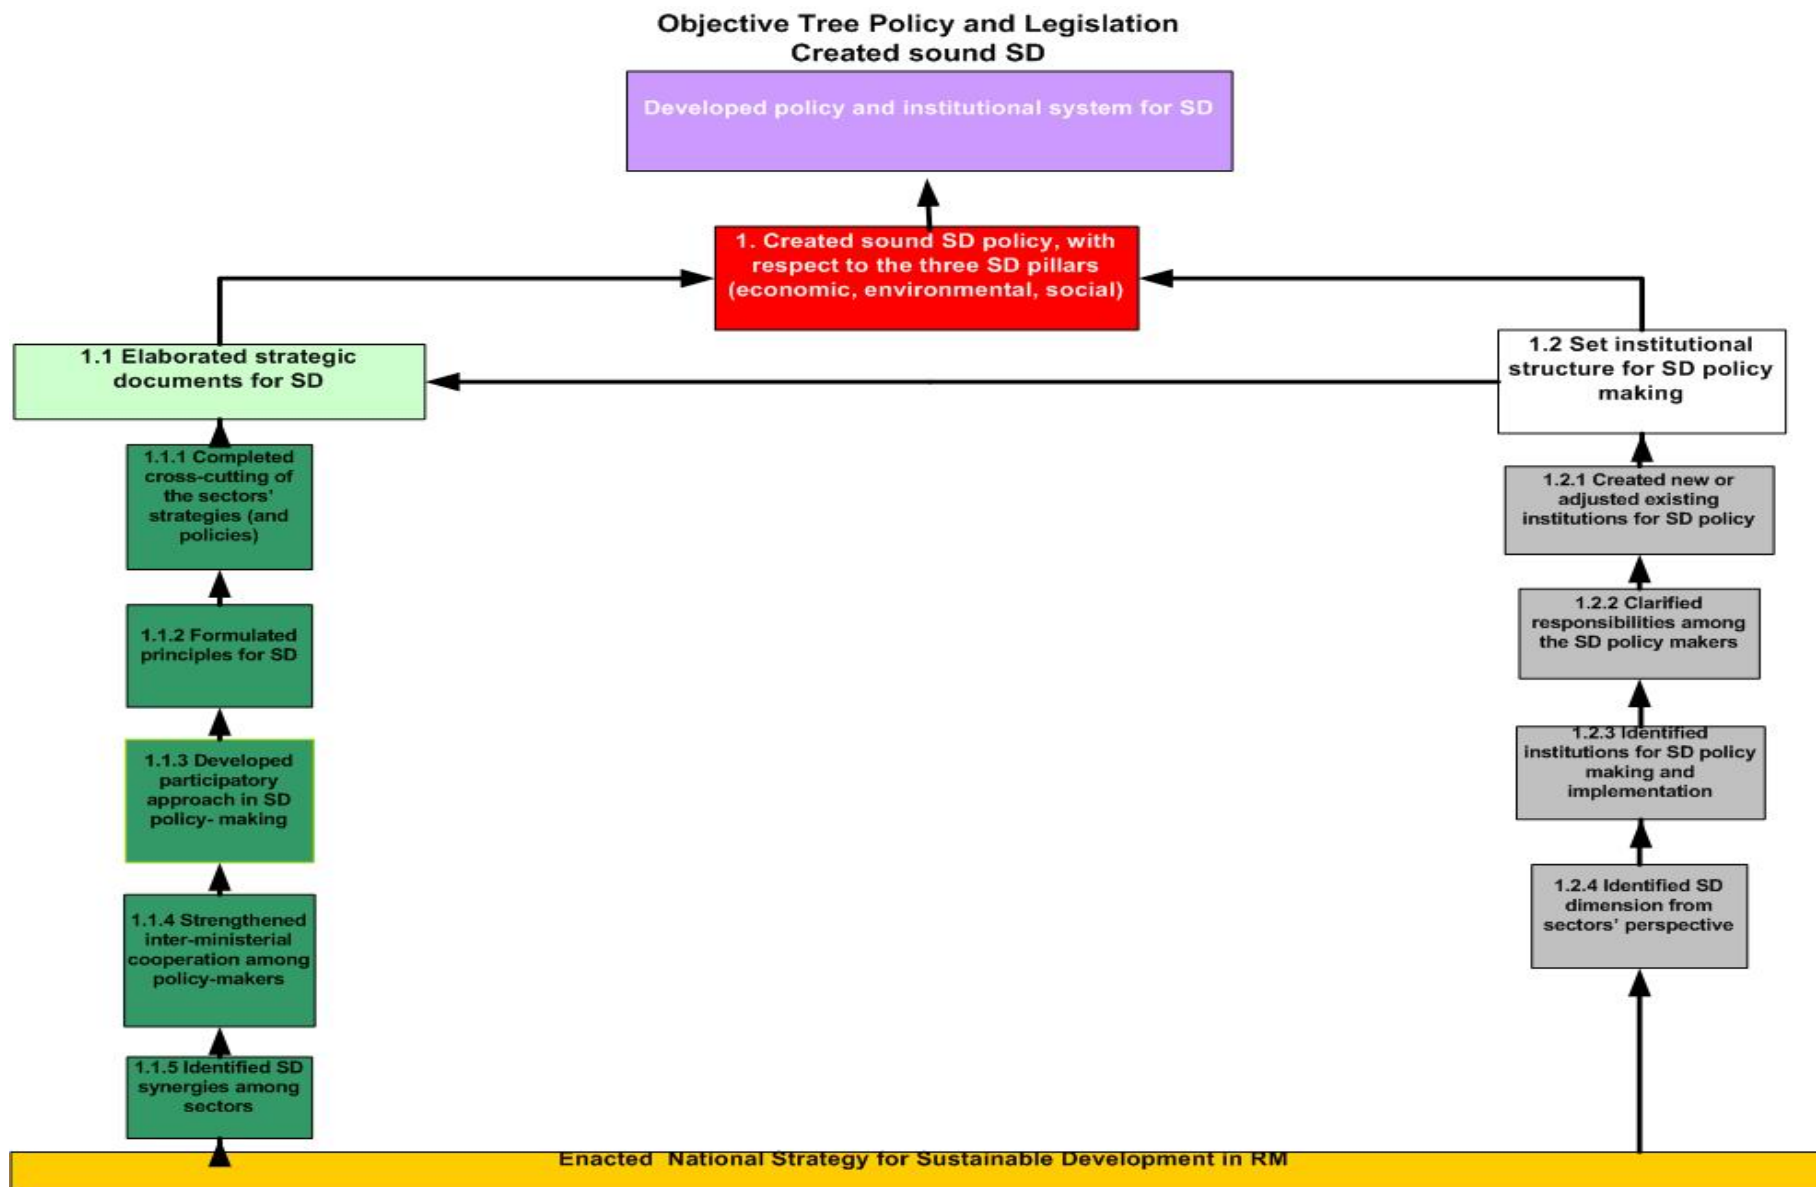 Objective Tree Policy and Legislation
Created sound SD
Developed policy and institutional system for SD
1. Created sound SD policy, with
respect to the three SD pillars
(economic, environmental, social)
1.1 Elaborated strategic
documents for SD
1.2 Set institutional
structure for SD policy
making
1.1.1 Completed
cross-cutting of
the sectors'
strategies (and
policies)
1.1.2 Formulated
principles for SD
1.1.3 Developed
participatory
approach in SD
policy- making
1.1.4 Strengthened
inter-ministerial
cooperation among
policy-makers
1.1.5 Identified SD
synergies among
sectors
1.2.1 Created new or
adjusted existing
institutions for SD policy
1.2.2 Clarified
responsibilities among
the SD policy makers
1.2.3 Identified
institutions for SD policy
making and
implementation
1.2.4 Identified SD
dimension from
sectors' perspective
Enacted National Strategy for Sustainable Development in RM